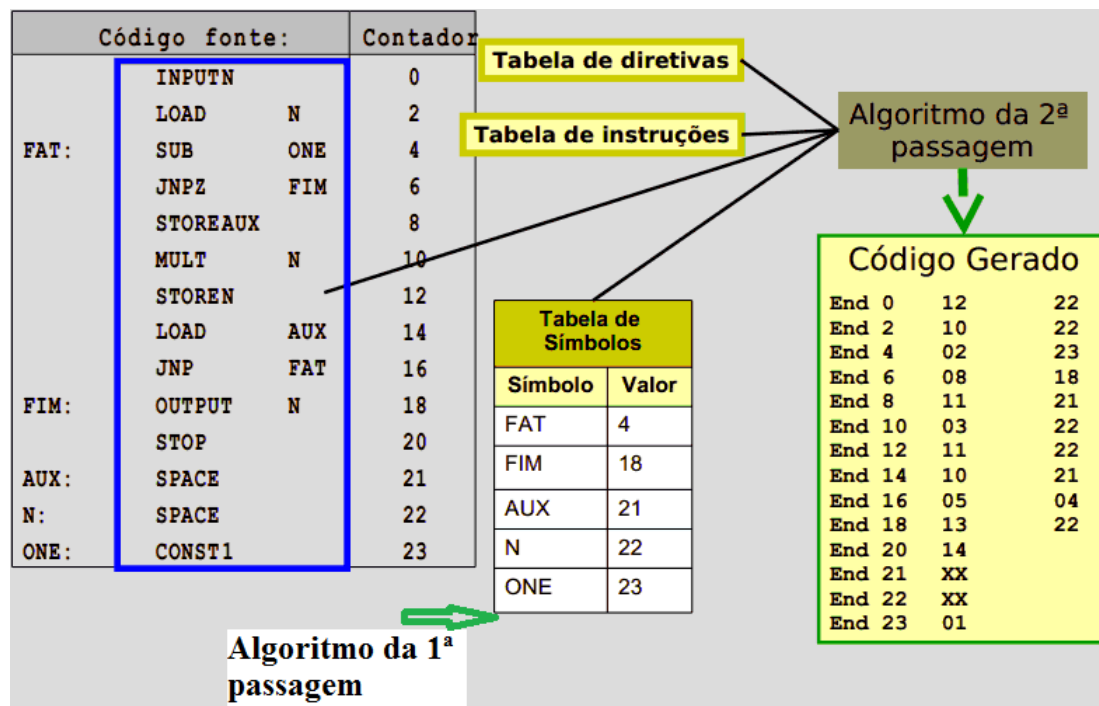 Código fonte: Contador
INPUTN 0
LOAD N 2
FAT: SUB ONE 4
JNPZ FIM 6
STOREAUX 8
MULT N 10
STOREN 12
LOAD AUX 14
JNP FAT 16
FIM: OUTPUT N 18
STOP 20
AUX: SPACE 21
N: SPACE 22
ONE: CONST1 23
Tabela de diretivas
Tabela de instruções
Algoritmo da 2ª
passagem
Tabela de
Símbolos
Símbolo Valor
FAT 4
FIM 18
AUX 21
N 22
ONE 23
Algoritmo da 1ª
passagem
Código Gerado
End 0 12 22
End 2 10 22
End 4 02 23
End 6 08 18
End 8 11 21
End 10 03 22
End 12 11 22
End 14 10 21
End 16 05 04
End 18 13 22
End 20 14
End 21 XX
End 22 XX
End 23 01